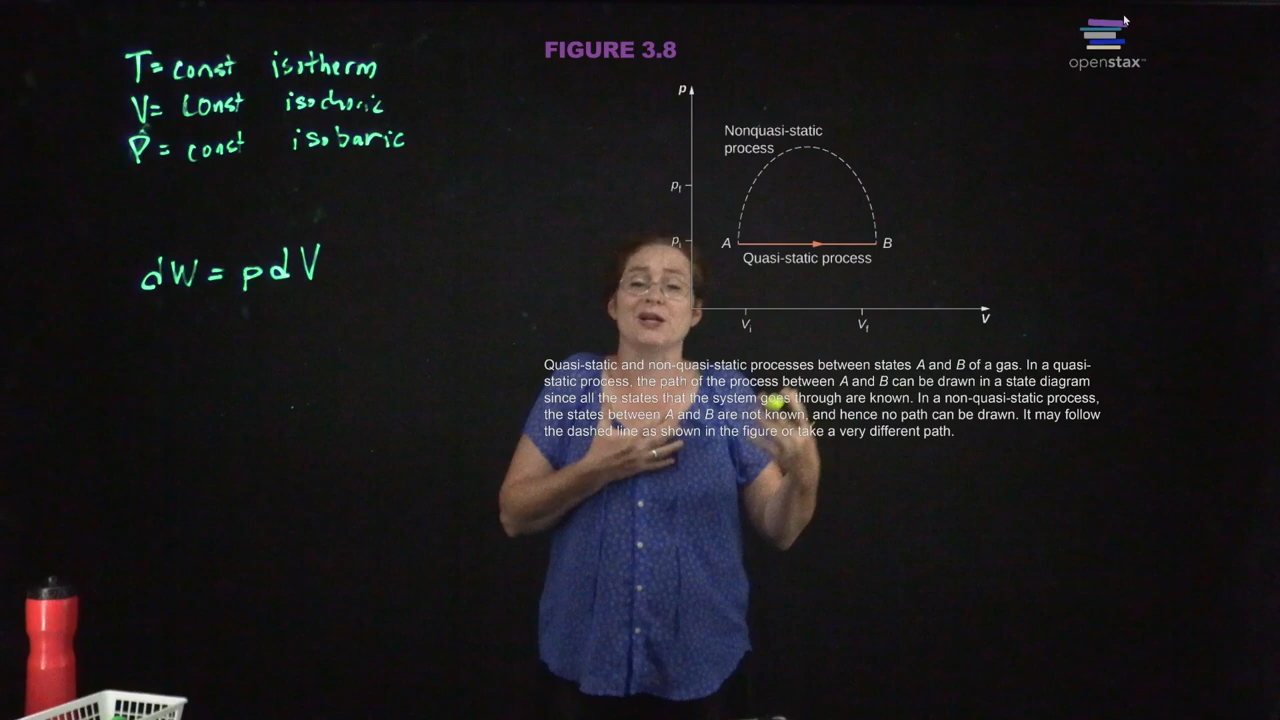 T= const isotherm
V= const isochoric
P= const isobaric
dW = pdV
FIGURE 3.8
openstax™
p
Nonquasi-static
process
pf
pi
A
B
Quasi-static process
Vi
Vf
V
Quasi-static and non-quasi-static processes between states A and B of a gas. In a quasi-
static process, the path of the process between A and B can be drawn in a state diagram
since all the states that the system goes through are known. In a non-quasi-static process,
the states between A and B are not known, and hence no path can be drawn. It may follow
the dashed line as shown in the figure or take a very different path.